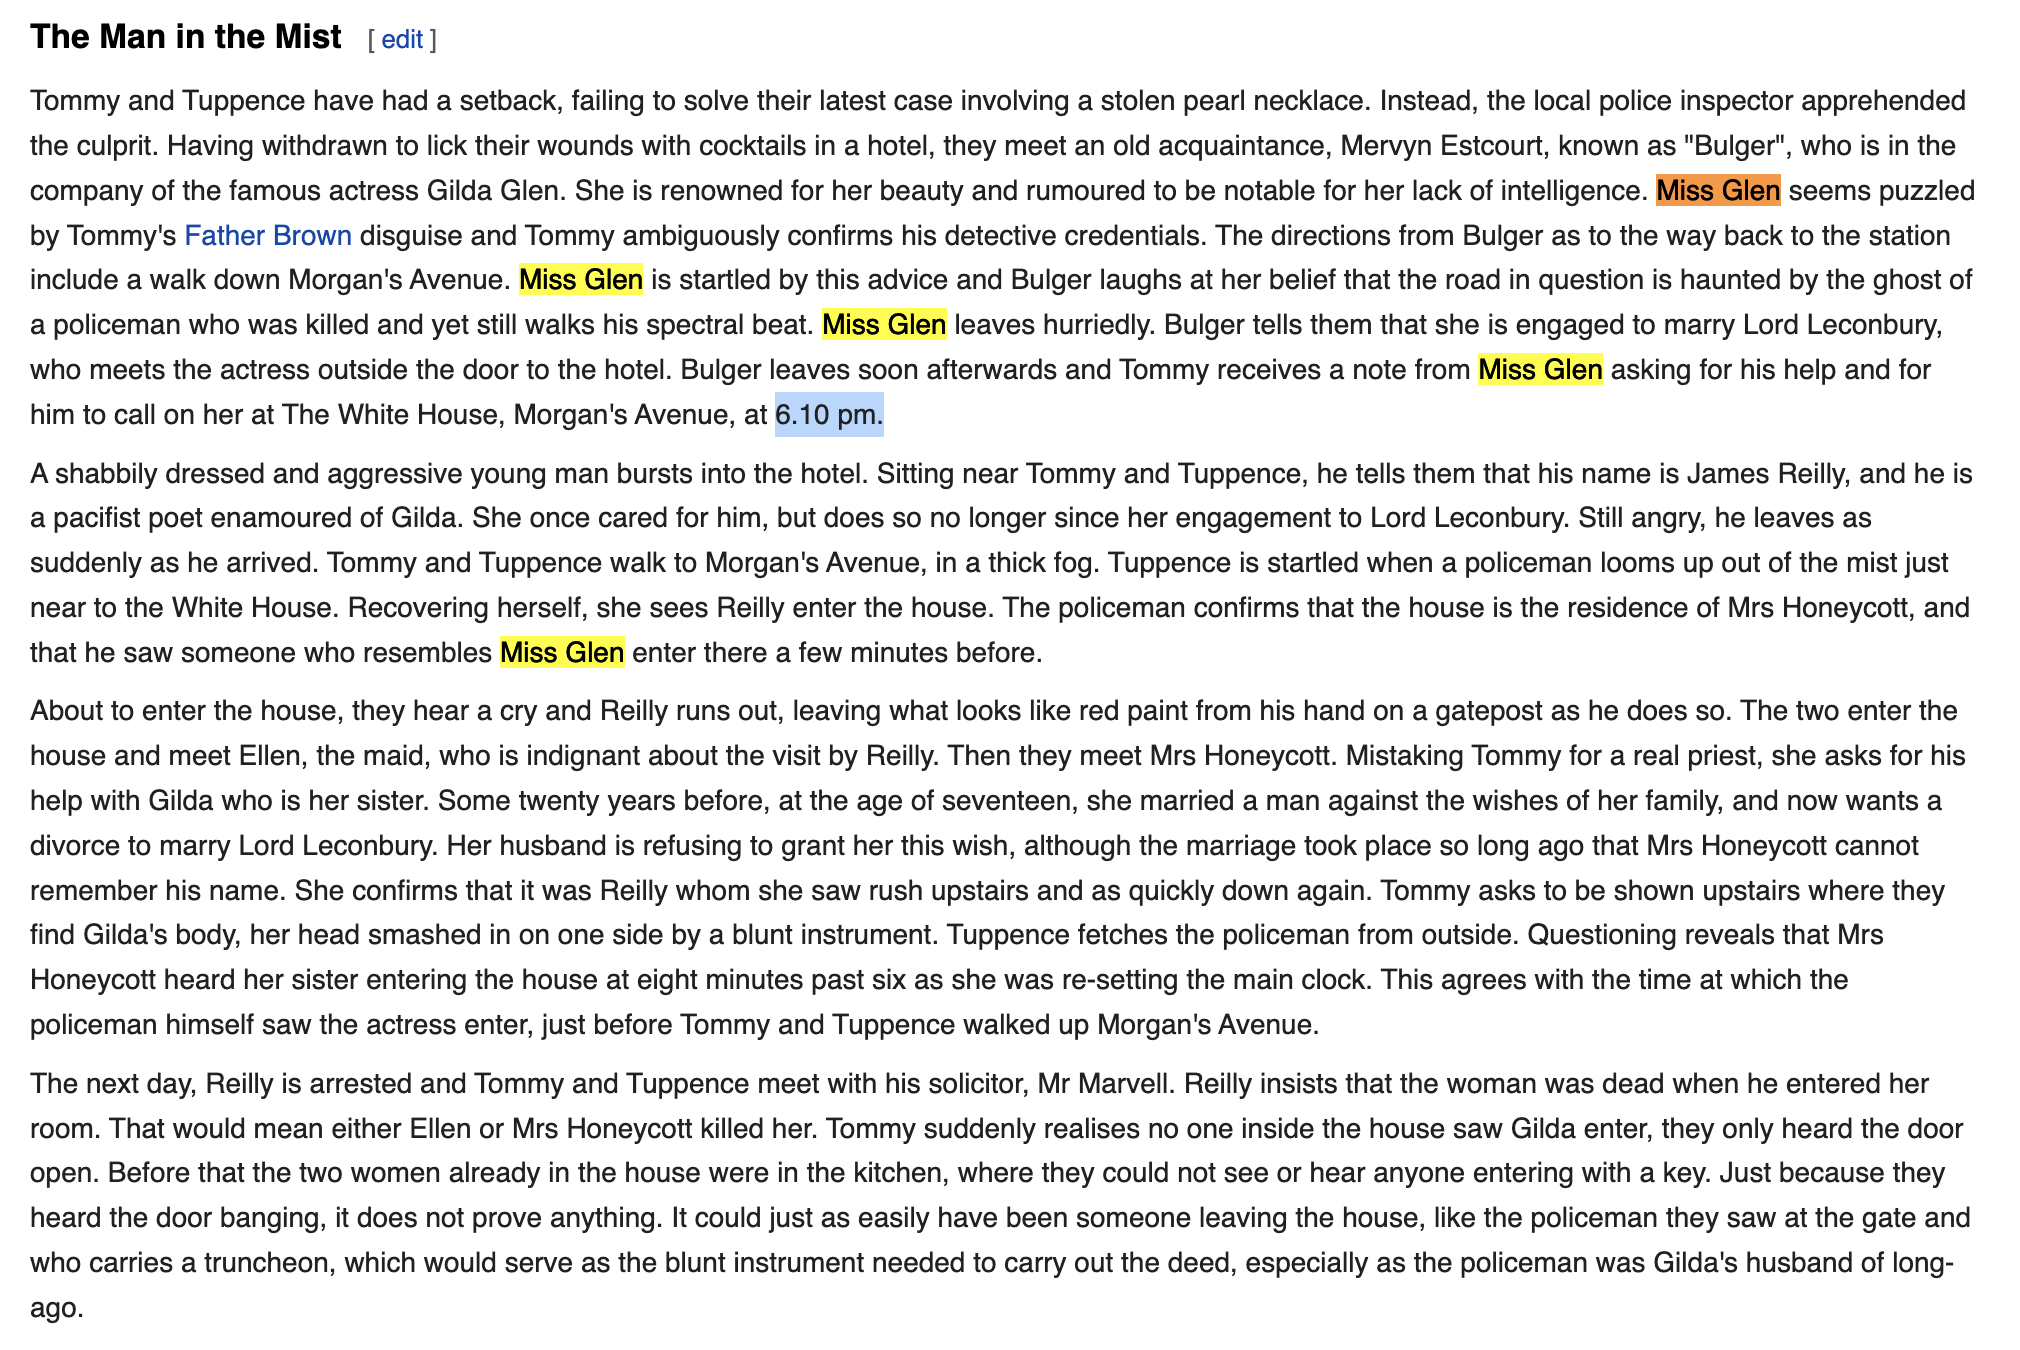 The Man in the Mist [ edit ]
Tommy and Tuppence have had a setback, failing to solve their latest case involving a stolen pearl necklace. Instead, the local police inspector apprehended
the culprit. Having withdrawn to lick their wounds with cocktails in a hotel, they meet an old acquaintance, Mervyn Estcourt, known as "Bulger", who is in the
company of the famous actress Gilda Glen. She is renowned for her beauty and rumoured to be notable for her lack of intelligence. Miss Glen seems puzzled
by Tommy's Father Brown disguise and Tommy ambiguously confirms his detective credentials. The directions from Bulger as to the way back to the station
include a walk down Morgan's Avenue. Miss Glen is startled by this advice and Bulger laughs at her belief that the road in question is haunted by the ghost of
a policeman who was killed and yet still walks his spectral beat. Miss Glen leaves hurriedly. Bulger tells them that she is engaged to marry Lord Leconbury,
who meets the actress outside the door to the hotel. Bulger leaves soon afterwards and Tommy receives a note from Miss Glen asking for his help and for
him to call on her at The White House, Morgan's Avenue, at 6.10 pm.
A shabbily dressed and aggressive young man bursts into the hotel. Sitting near Tommy and Tuppence, he tells them that his name is James Reilly, and he is
a pacifist poet enamoured of Gilda. She once cared for him, but does so no longer since her engagement to Lord Leconbury. Still angry, he leaves as
suddenly as he arrived. Tommy and Tuppence walk to Morgan's Avenue, in a thick fog. Tuppence is startled when a policeman looms up out of the mist just
near to the White House. Recovering herself, she sees Reilly enter the house. The policeman confirms that the house is the residence of Mrs Honeycott, and
that he saw someone who resembles Miss Glen enter there a few minutes before.
About to enter the house, they hear a cry and Reilly runs out, leaving what looks like red paint from his hand on a gatepost as he does so. The two enter the
house and meet Ellen, the maid, who is indignant about the visit by Reilly. Then they meet Mrs Honeycott. Mistaking Tommy for a real priest, she asks for his
help with Gilda who is her sister. Some twenty years before, at the age of seventeen, she married a man against the wishes of her family, and now wants a
divorce to marry Lord Leconbury. Her husband is refusing to grant her this wish, although the marriage took place so long ago that Mrs Honeycott cannot
remember his name. She confirms that it was Reilly whom she saw rush upstairs and as quickly down again. Tommy asks to be shown upstairs where they
find Gilda's body, her head smashed in on one side by a blunt instrument. Tuppence fetches the policeman from outside. Questioning reveals that Mrs
Honeycott heard her sister entering the house at eight minutes past six as she was re-setting the main clock. This agrees with the time at which the
policeman himself saw the actress enter, just before Tommy and Tuppence walked up Morgan's Avenue.
The next day, Reilly is arrested and Tommy and Tuppence meet with his solicitor, Mr Marvell. Reilly insists that the woman was dead when he entered her
room. That would mean either Ellen or Mrs Honeycott killed her. Tommy suddenly realises no one inside the house saw Gilda enter, they only heard the door
open. Before that the two women already in the house were in the kitchen, where they could not see or hear anyone entering with a key. Just because they
heard the door banging, it does not prove anything. It could just as easily have been someone leaving the house, like the policeman they saw at the gate and
who carries a truncheon, which would serve as the blunt instrument needed to carry out the deed, especially as the policeman was Gilda's husband of long-
ago.